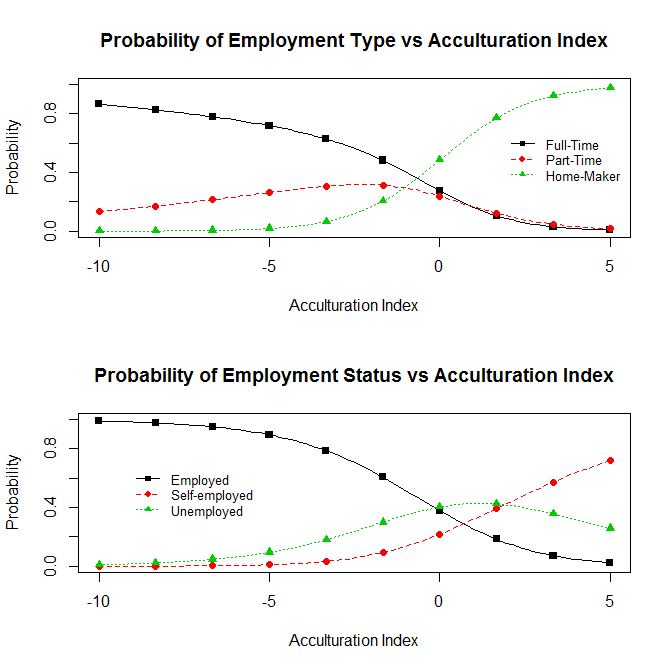 Probability of Employment Type vs Acculturation Index
Probability
0.0 0.4 0.8
Full-Time
Part-Time
Home-Maker
-10 -5 0 5
Acculturation Index
Probability of Employment Status vs Acculturation Index
Probability
0.0 0.4 0.8
Employed
Self-employed
Unemployed
-10 -5 0 5
Acculturation Index